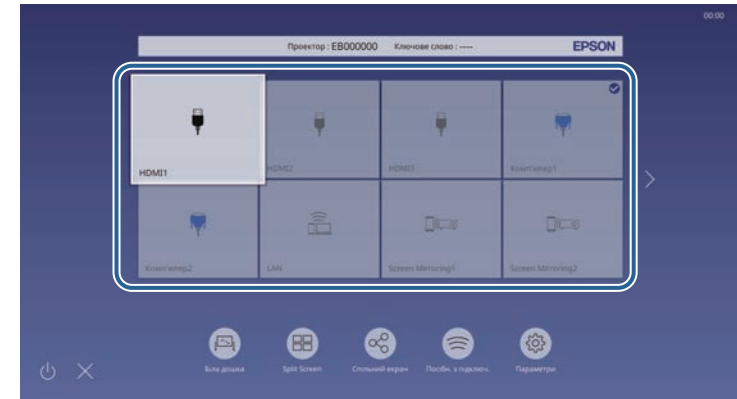 00:00
Проектор : EB000000 Ключове слово : ---- EPSON
HDMI1 HDMI2 HDMI3 Комп'ютер1
Комп'ютер2 LAN Screen Mirroring1 Screen Mirroring2
Біла дошка Split Screen Спільний екран Посібн. з підключ. Параметри